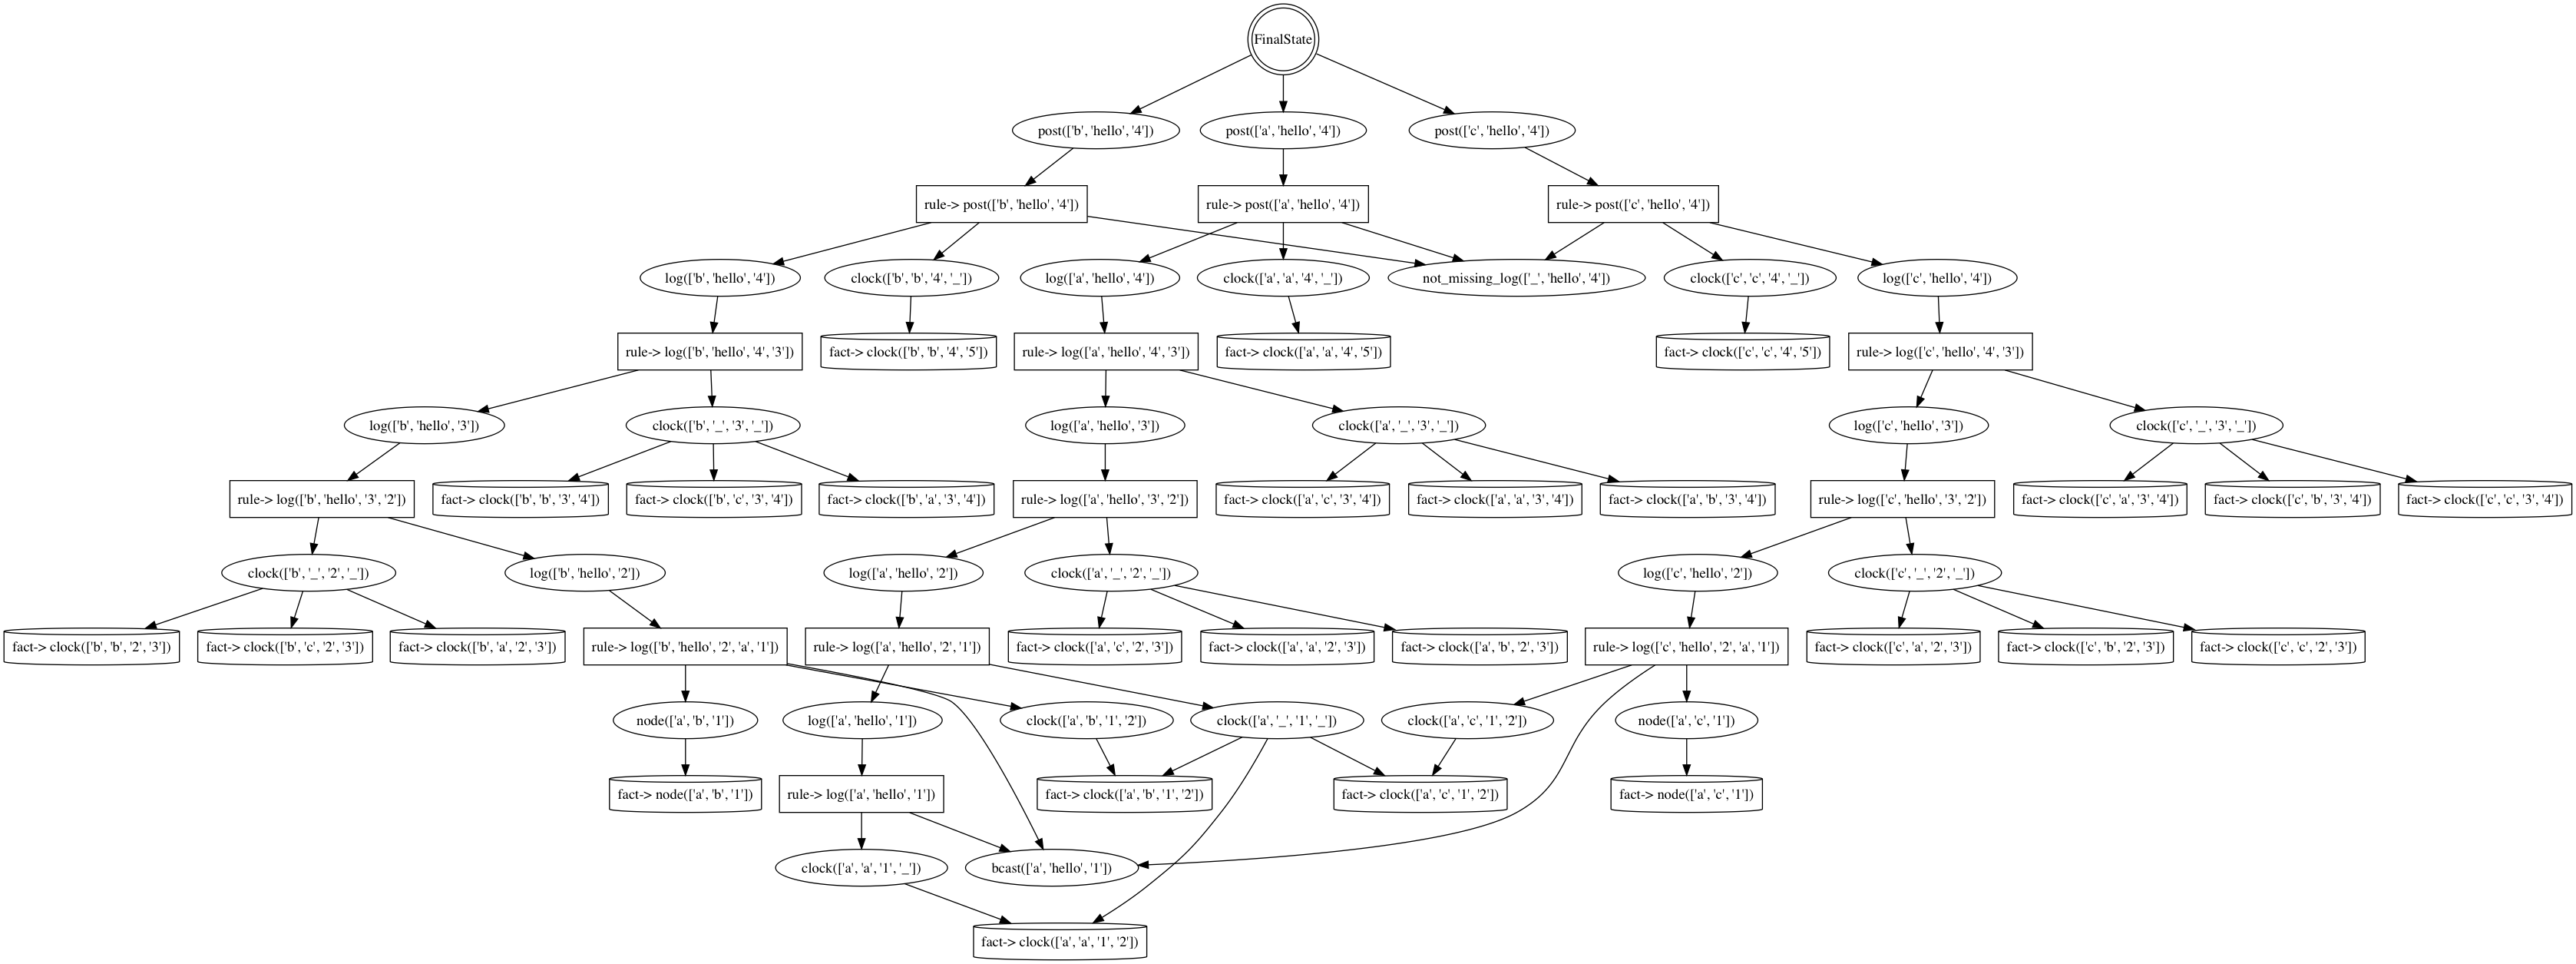 FinalState
post(['b', 'hello', '4'])
post(['a', 'hello', '4'])
post(['c', 'hello', '4'])
rule-> post(['b', 'hello', '4'])
rule-> post(['a', 'hello', '4'])
rule-> post(['c', 'hello', '4'])
log(['b', 'hello', '4'])
clock(['b', 'b', '4', '_'])
log(['a', 'hello', '4'])
clock(['a', 'a', '4', '_'])
not_missing_log(['_', 'hello', '4'])
clock(['c', 'c', '4', '_'])
log(['c', 'hello', '4'])
rule-> log(['b', 'hello', '4', '3'])
fact-> clock(['b', 'b', '4', '5'])
rule-> log(['a', 'hello', '4', '3'])
fact-> clock(['a', 'a', '4', '5'])
fact-> clock(['c', 'c', '4', '5'])
rule-> log(['c', 'hello', '4', '3'])
log(['b', 'hello', '3'])
clock(['b', '_', '3', '_'])
log(['a', 'hello', '3'])
clock(['a', '_', '3', '_'])
log(['c', 'hello', '3'])
clock(['c', '_', '3', '_'])
rule-> log(['b', 'hello', '3', '2'])
fact-> clock(['b', 'b', '3', '4'])
fact-> clock(['b', 'c', '3', '4'])
fact-> clock(['b', 'a', '3', '4'])
rule-> log(['a', 'hello', '3', '2'])
fact-> clock(['a', 'c', '3', '4'])
fact-> clock(['a', 'a', '3', '4'])
fact-> clock(['a', 'b', '3', '4'])
rule-> log(['c', 'hello', '3', '2'])
fact-> clock(['c', 'a', '3', '4'])
fact-> clock(['c', 'b', '3', '4'])
fact-> clock(['c', 'c', '3', '4'])
clock(['b', '_', '2', '_'])
log(['b', 'hello', '2'])
log(['a', 'hello', '2'])
clock(['a', '_', '2', '_'])
log(['c', 'hello', '2'])
clock(['c', '_', '2', '_'])
fact-> clock(['b', 'b', '2', '3'])
fact-> clock(['b', 'c', '2', '3'])
fact-> clock(['b', 'a', '2', '3'])
rule-> log(['b', 'hello', '2', 'a', '1'])
rule-> log(['a', 'hello', '2', '1'])
fact-> clock(['a', 'c', '2', '3'])
fact-> clock(['a', 'a', '2', '3'])
fact-> clock(['a', 'b', '2', '3'])
rule-> log(['c', 'hello', '2', 'a', '1'])
fact-> clock(['c', 'a', '2', '3'])
fact-> clock(['c', 'b', '2', '3'])
fact-> clock(['c', 'c', '2', '3'])
node(['a', 'b', '1'])
log(['a', 'hello', '1'])
clock(['a', 'b', '1', '2'])
clock(['a', '_', '1', '_'])
clock(['a', 'c', '1', '2'])
node(['a', 'c', '1'])
fact-> node(['a', 'b', '1'])
rule-> log(['a', 'hello', '1'])
fact-> clock(['a', 'b', '1', '2'])
fact-> clock(['a', 'c', '1', '2'])
fact-> node(['a', 'c', '1'])
clock(['a', 'a', '1', '_'])
bcast(['a', 'hello', '1'])
fact-> clock(['a', 'a', '1', '2'])